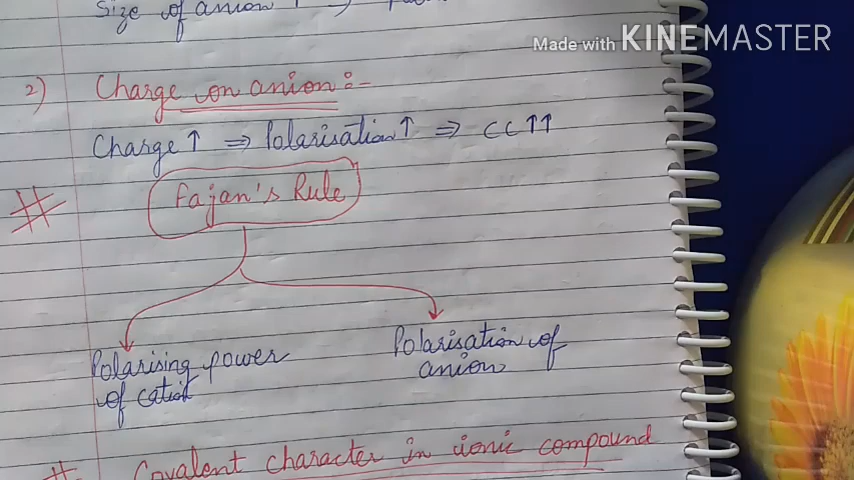 Size of anion ↑ →
Made with KINEMASTER
2) Charge on anion :-
Charge ↑ ⇒ Polarisation ↑ ⇒ CC ↑↑
# Fajan's Rule
Polarising power
of cation
Polarisation of
anion
# Covalent character in ionic compound